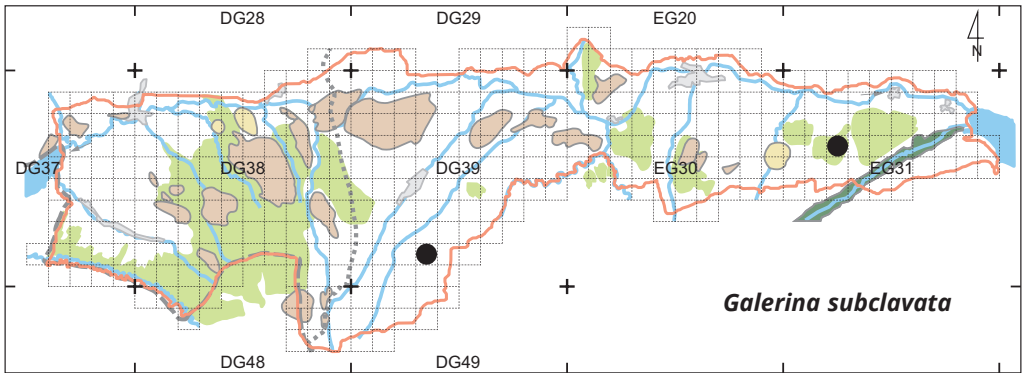 DG28 DG29 EG20
N
DG37 DG38 DG39 EG30 EG31
Galerina subclavata
DG48 DG49